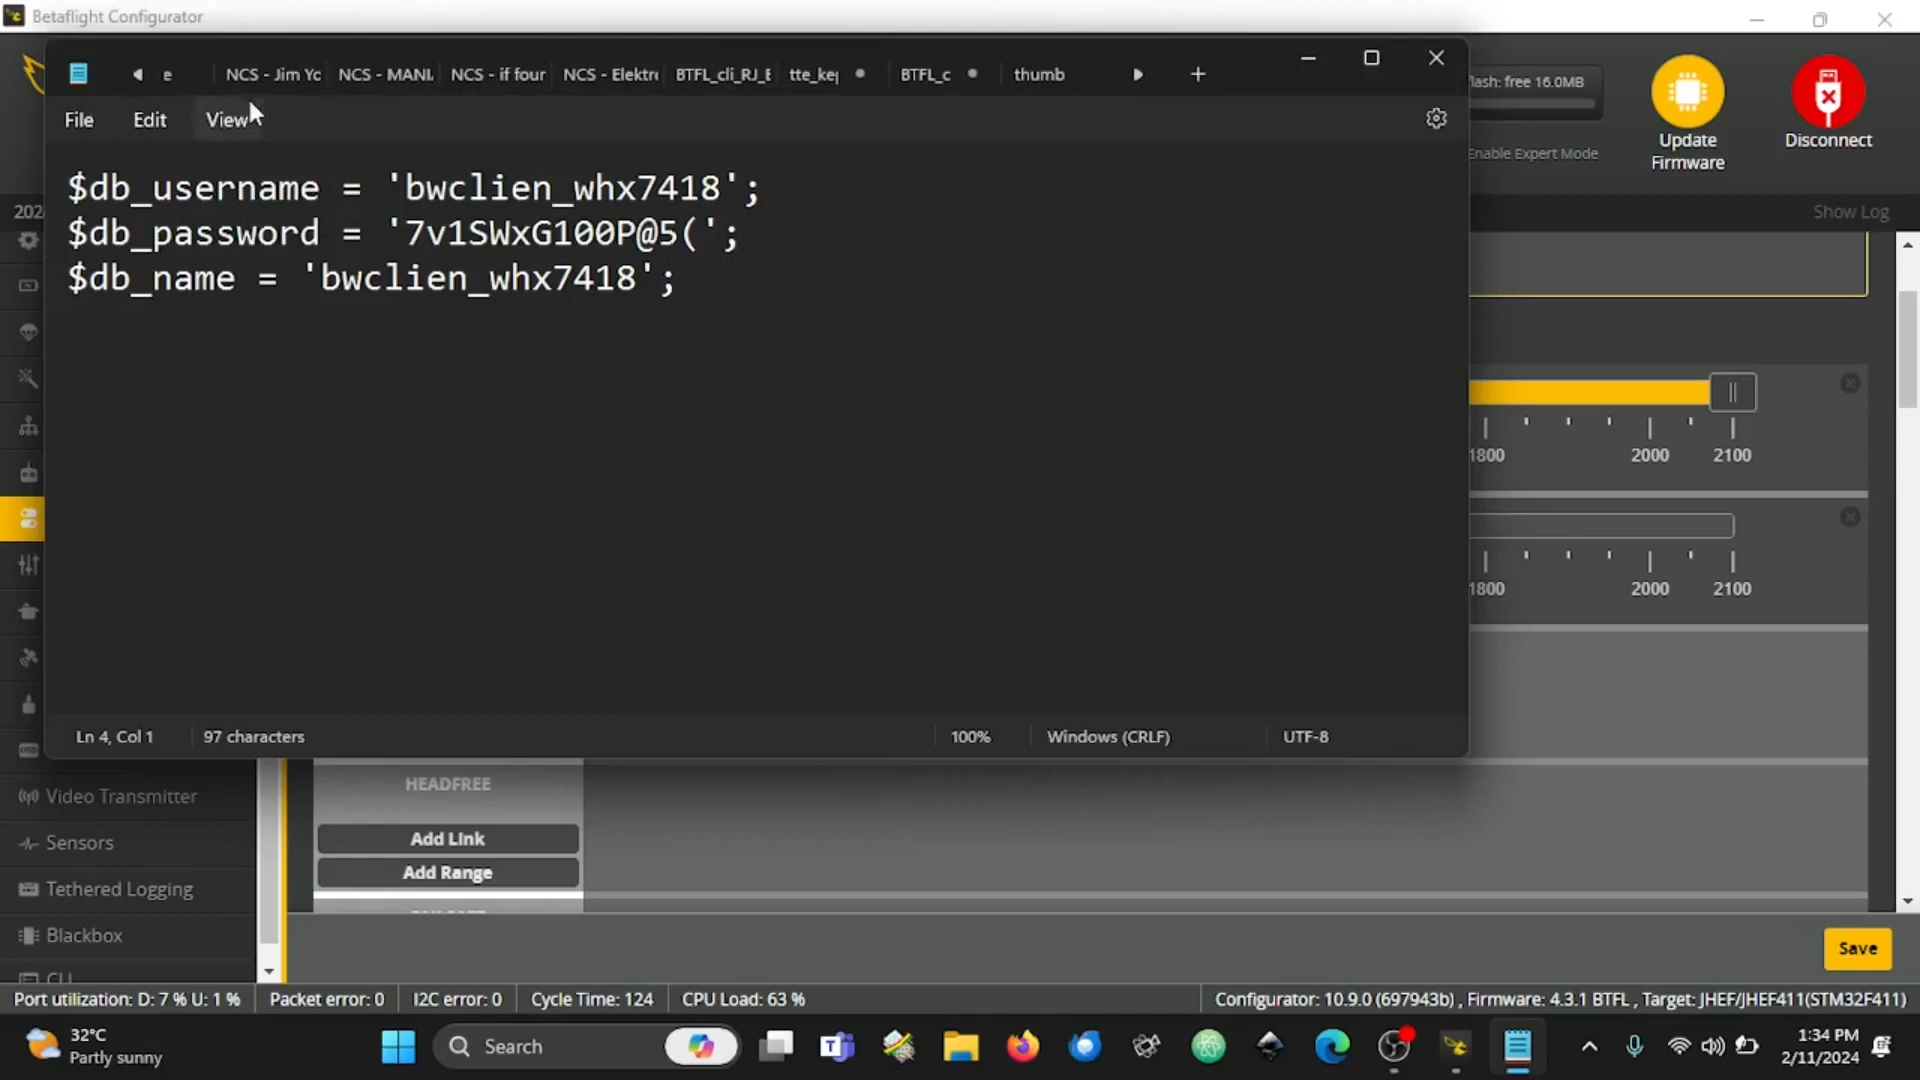 Betaflight Configurator
e
NCS - Jim Yo
NCS - MANI
NCS - if four
NCS - Elektr
BTFL_cli_RJ_E
tte_key
BTFL_c
thumb
File
Edit
View
lash: free 16.0MB
Enable Expert Mode
Update
Firmware
Disconnect
202
Show Log
$db_username = 'bwclien_whx7418';
$db_password = '7v1SWxG100P@5(';
$db_name = 'bwclien_whx7418';
1800
2000
2100
1800
2000
2100
Ln 4, Col 1
97 characters
100%
Windows (CRLF)
UTF-8
HEADFREE
Add Link
Add Range
Video Transmitter
Sensors
Tethered Logging
Blackbox
CLI
Save
Port utilization: D: 7 % U: 1 %
Packet error: 0
I2C error: 0
Cycle Time: 124
CPU Load: 63 %
Configurator: 10.9.0 (697943b) , Firmware: 4.3.1 BTFL , Target: JHEF/JHEF411(STM32F411)
32°C
Partly sunny
Search
1:34 PM
2/11/2024